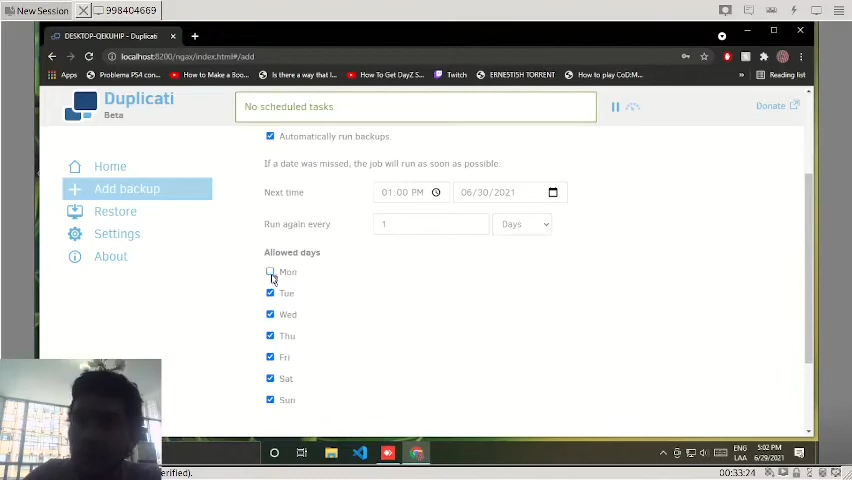 New Session
998404669
DESKTOP-QEKUHIP - Duplicati
localhost:8200/ngax/index.html#/add
Apps
Problema PS4 con...
How to Make a Boo...
Is there a way that I...
How To Get DayZ S...
Twitch
ERNESTISH TORRENT
How to play CoD:M...
»
Reading list
Duplicati
Beta
No scheduled tasks
Donate
Automatically run backups.
If a date was missed, the job will run as soon as possible.
Home
Add backup
Restore
Settings
About
Next time
01:00 PM
06/30/2021
Run again every
1
Days
Allowed days
Mon
Tue
Wed
Thu
Fri
Sat
Sun
ENG
LAA
5:02 PM
6/29/2021
verified).
00:33:24